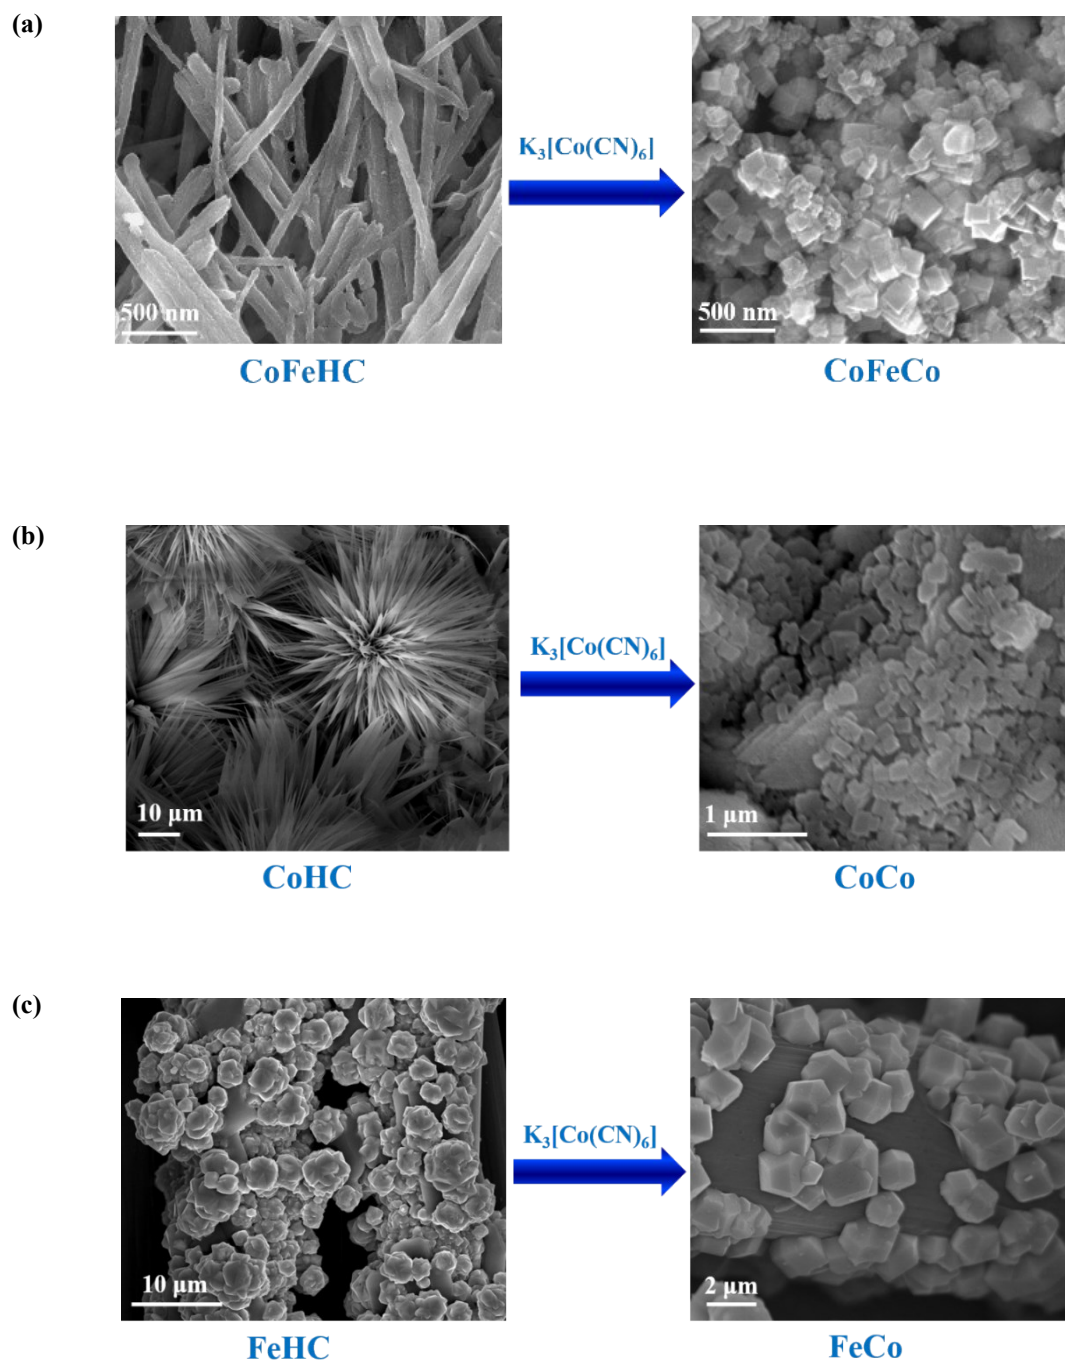 (a)
K₃[Co(CN)₆]
500 nm
500 nm
CoFeHC
CoFeCo
(b)
K₃[Co(CN)₆]
10 µm
1 µm
CoHC
CoCo
(c)
K₃[Co(CN)₆]
10 µm
2 µm
FeHC
FeCo